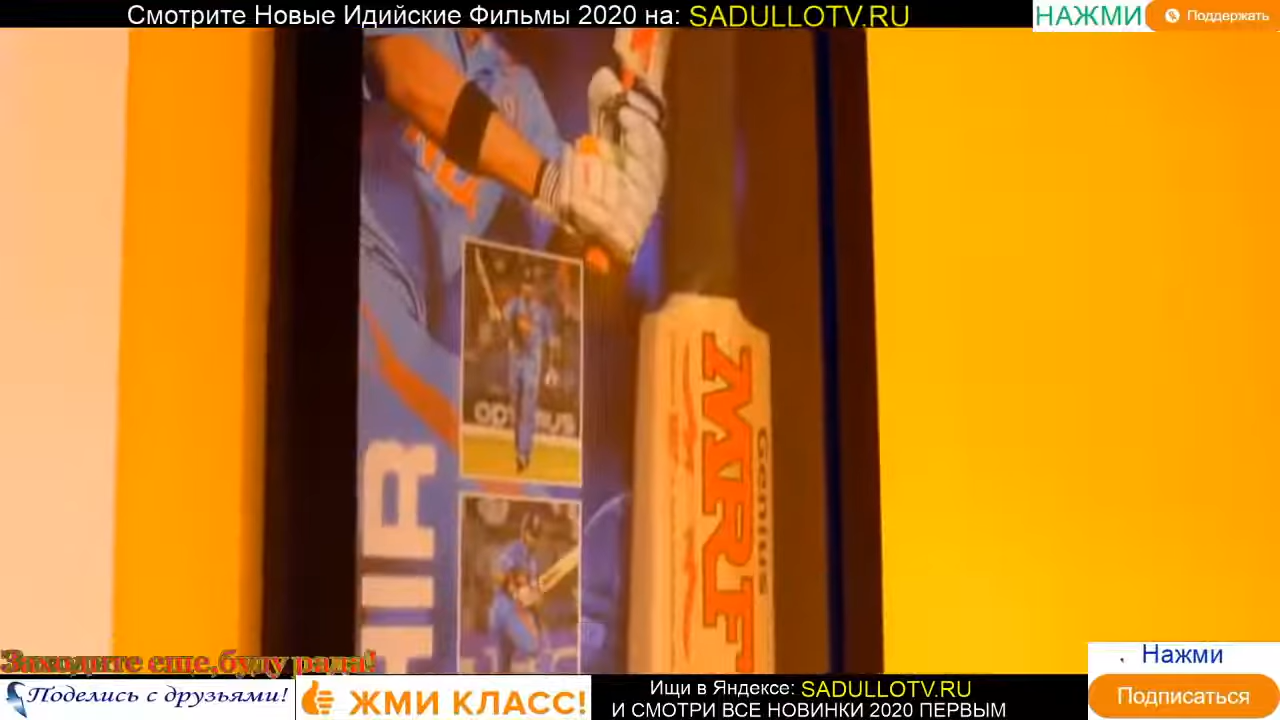 Смотрите Новые Идийские Фильмы 2020 на: SADULLOTV.RU
НАЖМИ
Поддержать
MRF
Genius
HIR
Заходите еще,буду рада!
Поделись с друзьями!
ЖМИ КЛАСС!
Ищи в Яндексе: SADULLOTV.RU
И СМОТРИ ВСЕ НОВИНКИ 2020 ПЕРВЫМ
Нажми
Подписаться